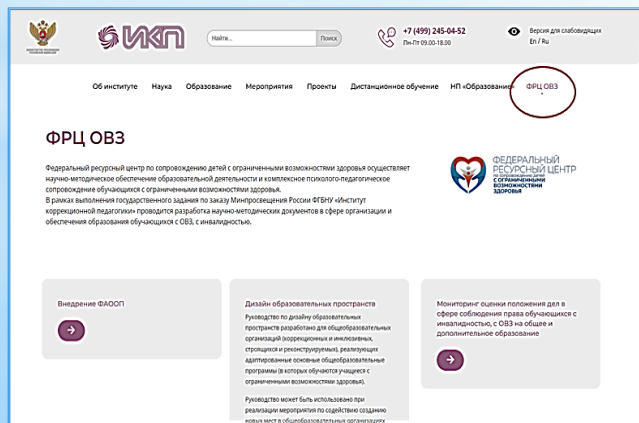 ИКП
Найти...
Поиск
+7 (499) 245-04-52
Пн-Пт 09.00-18.00
Версия для слабовидящих
En / Ru
Об институте Наука Образование Мероприятия Проекты Дистанционное обучение НП «Образование» ФРЦ ОВЗ
ФРЦ ОВЗ
Федеральный ресурсный центр по сопровождению детей с ограниченными возможностями здоровья осуществляет
научно-методическое обеспечение образовательной деятельности и комплексное психолого-педагогическое
сопровождение обучающихся с ограниченными возможностями здоровья.
В рамках выполнения государственного задания по заказу Минпросвещения России ФГБНУ «Институт
коррекционной педагогики» проводится разработка научно-методических документов в сфере организации и
обеспечения образования обучающихся с ОВЗ, с инвалидностью.
ФЕДЕРАЛЬНЫЙ
РЕСУРСНЫЙ ЦЕНТР
ПО СОПРОВОЖДЕНИЮ ДЕТЕЙ
С ОГРАНИЧЕННЫМИ
ВОЗМОЖНОСТЯМИ
ЗДОРОВЬЯ
Внедрение ФАООП
Дизайн образовательных пространств
Руководство по дизайну образовательных
пространств разработано для общеобразовательных
организаций (коррекционных и инклюзивных,
строящихся и реконструируемых), реализующих
адаптированные основные общеобразовательные
программы (в которых обучаются учащиеся с
ограниченными возможностями здоровья).
Руководство может быть использовано при
реализации мероприятия по содействию созданию
новых мест в общеобразовательных организациях
Мониторинг оценки положения дел в
сфере соблюдения права обучающихся с
инвалидностью, с ОВЗ на общее и
дополнительное образование